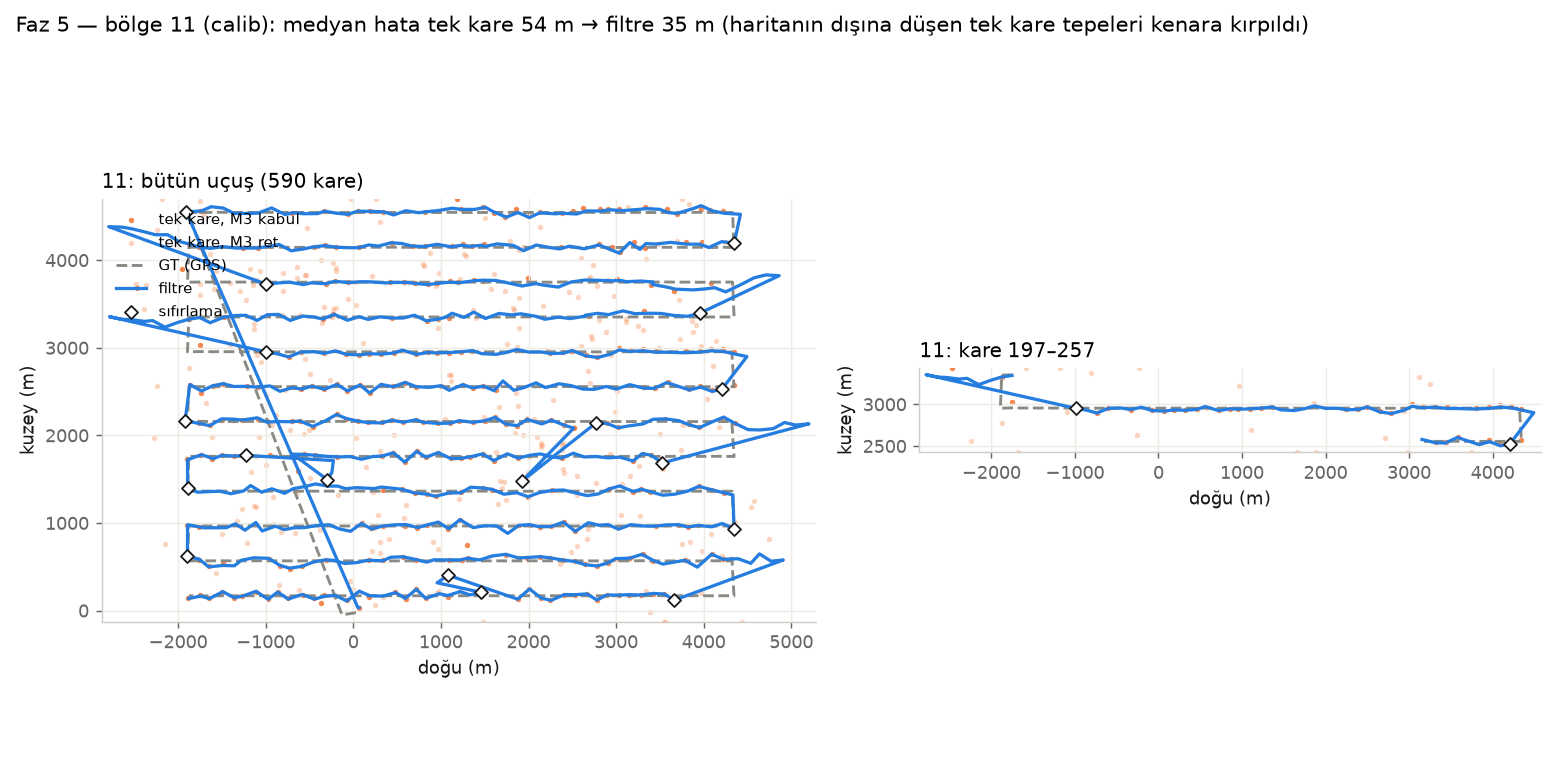 Faz 5 — bölge 11 (calib): medyan hata tek kare 54 m → filtre 35 m (haritanın dışına düşen tek kare tepeleri kenara kırpıldı)
11: bütün uçuş (590 kare)
tek kare, M3 kabul
tek kare, M3 ret
GT (GPS)
filtre
sıfırlama
4000
3000
2000
1000
0
kuzey (m)
−2000 −1000 0 1000 2000 3000 4000 5000
doğu (m)
11: kare 197–257
3000
2500
kuzey (m)
−2000 −1000 0 1000 2000 3000 4000
doğu (m)